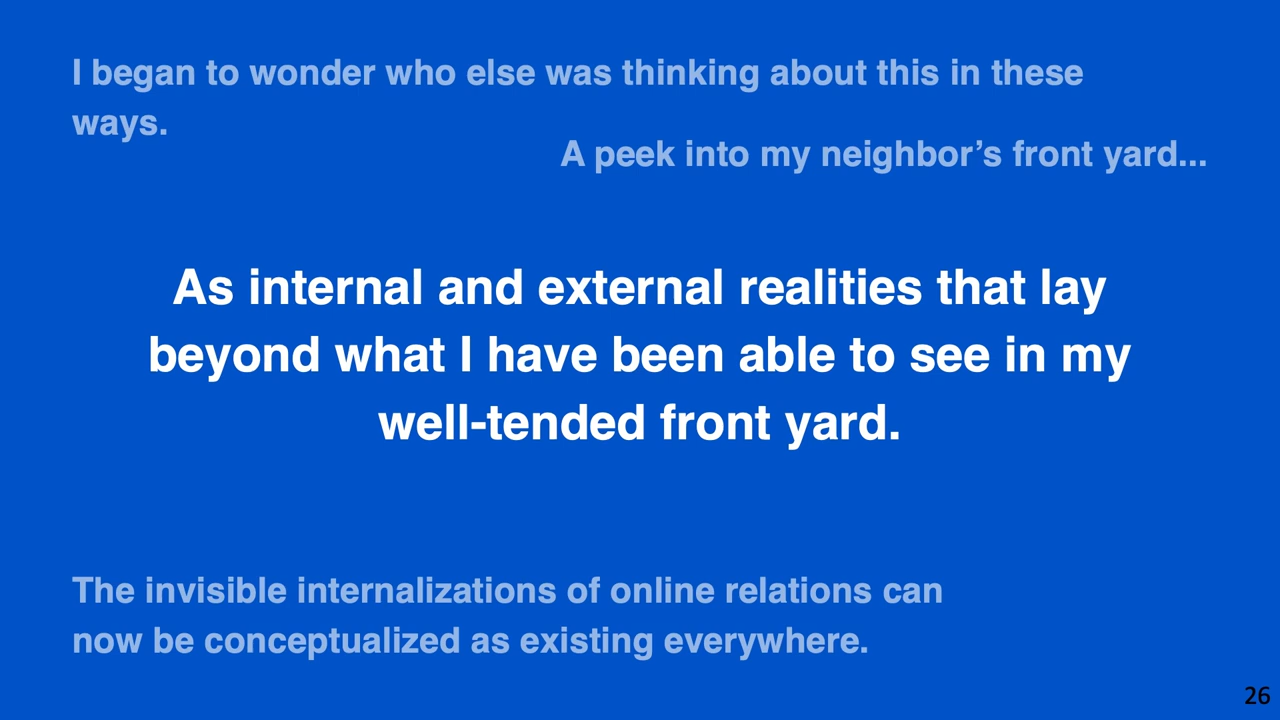 I began to wonder who else was thinking about this in these
ways.
A peek into my neighbor’s front yard...
As internal and external realities that lay
beyond what I have been able to see in my
well-tended front yard.
The invisible internalizations of online relations can
now be conceptualized as existing everywhere.
26